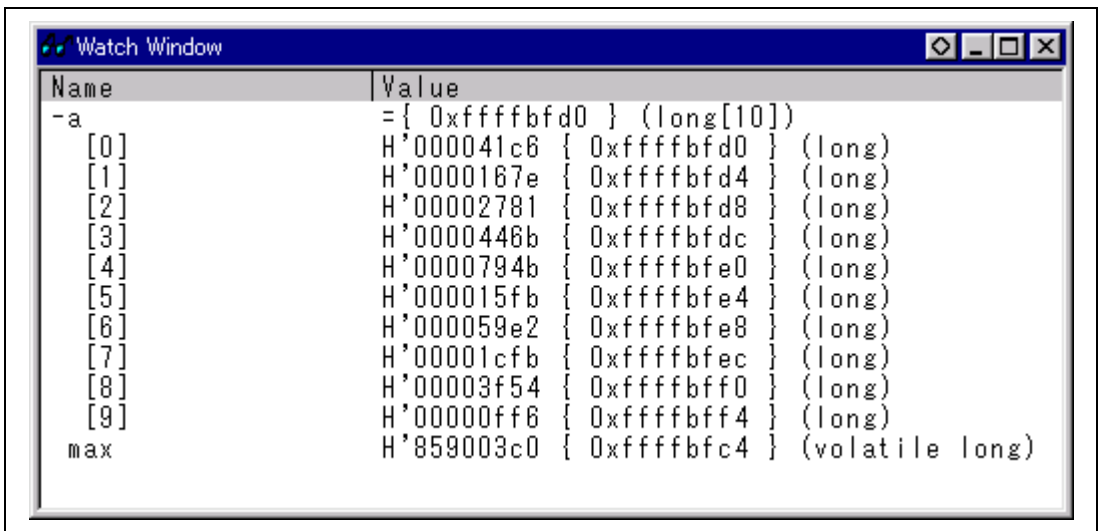 Watch Window
Name Value
-a ={ 0xffffbfd0 } (long[10])
[0] H'000041c6 { 0xffffbfd0 } (long)
[1] H'0000167e { 0xffffbfd4 } (long)
[2] H'00002781 { 0xffffbfd8 } (long)
[3] H'0000446b { 0xffffbfdc } (long)
[4] H'0000794b { 0xffffbfe0 } (long)
[5] H'000015fb { 0xffffbfe4 } (long)
[6] H'000059e2 { 0xffffbfe8 } (long)
[7] H'00001cfb { 0xffffbfec } (long)
[8] H'00003f54 { 0xffffbff0 } (long)
[9] H'00000ff6 { 0xffffbff4 } (long)
max H'859003c0 { 0xffffbfc4 } (volatile long)